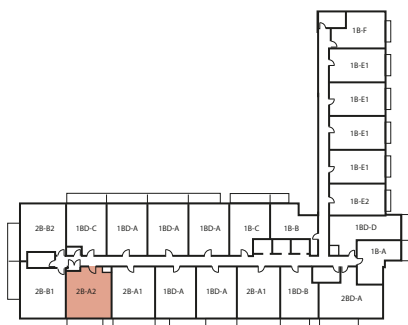 1B-F
1B-E1
1B-E1
1B-E1
1B-E1
1B-E2
2B-B2 1BD-C 1BD-A 1BD-A 1BD-A 1B-C 1B-B 1BD-D
1B-A
2B-B1 2B-A2 2B-A1 1BD-A 1BD-A 2B-A1 1BD-B 2BD-A